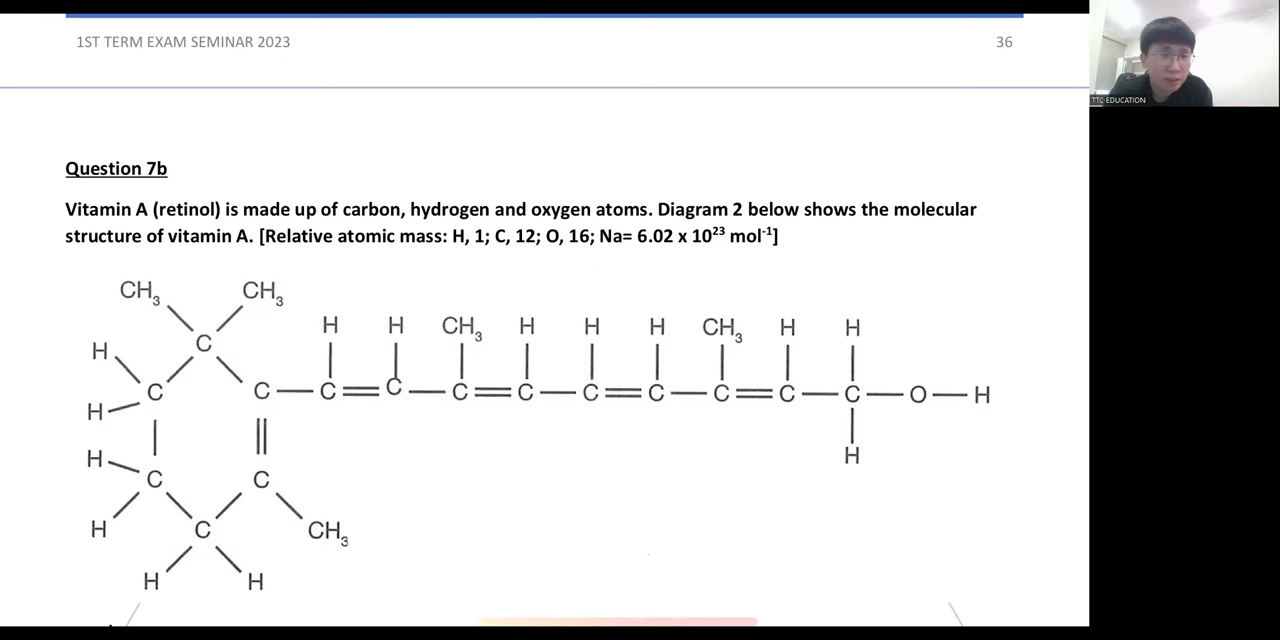 1ST TERM EXAM SEMINAR 2023 36
TTC EDUCATION
Question 7b
Vitamin A (retinol) is made up of carbon, hydrogen and oxygen atoms. Diagram 2 below shows the molecular
structure of vitamin A. [Relative atomic mass: H, 1; C, 12; O, 16; Na= 6.02 x 10²³ mol⁻¹]
CH₃ CH₃
H H CH₃ H H H CH₃ H H
H C
C C C C C C C C C C C O H
H
H
C C H
H C CH₃
H H